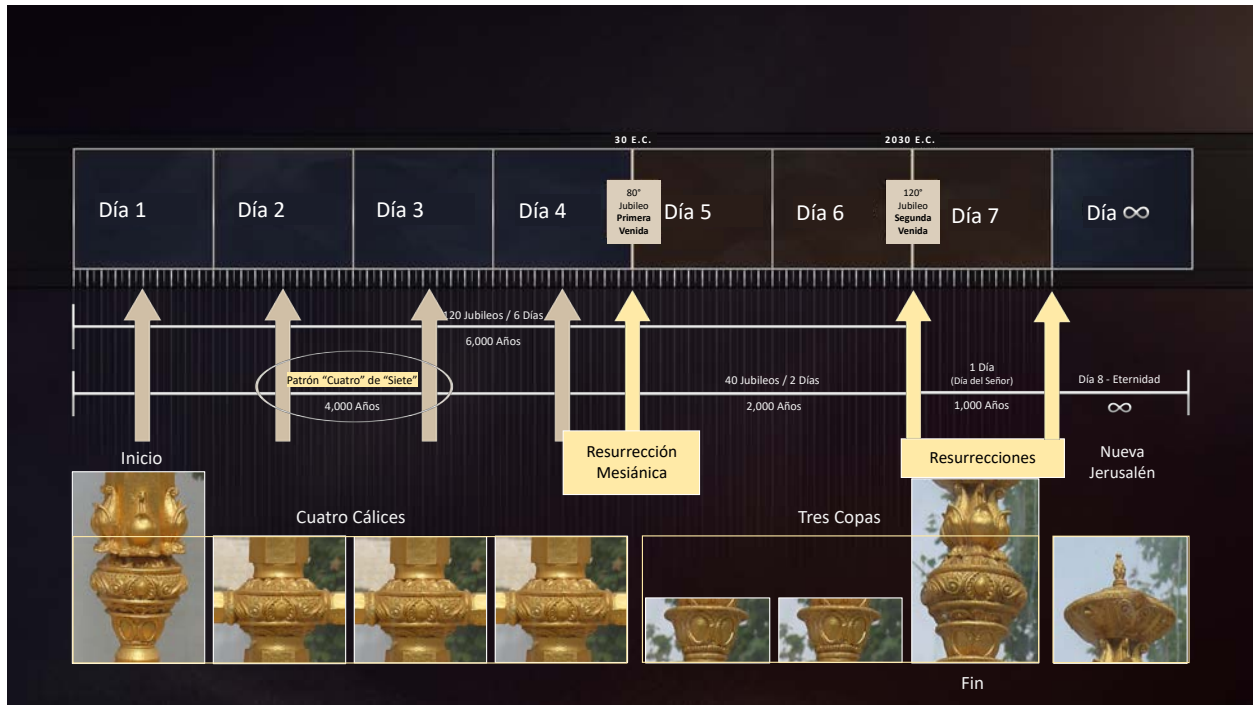 30 E.C.
2030 E.C.
Día 1
Día 2
Día 3
Día 4
80°
Jubileo
Primera
Venida
Día 5
Día 6
120°
Jubileo
Segunda
Venida
Día 7
Día ∞
120 Jubileos / 6 Días
6,000 Años
Patrón “Cuatro” de “Siete”
4,000 Años
40 Jubileos / 2 Días
2,000 Años
1 Día
(Día del Señor)
1,000 Años
Día 8 - Eternidad
∞
Inicio
Resurrección
Mesiánica
Resurrecciones
Nueva
Jerusalén
Cuatro Cálices
Tres Copas
Fin